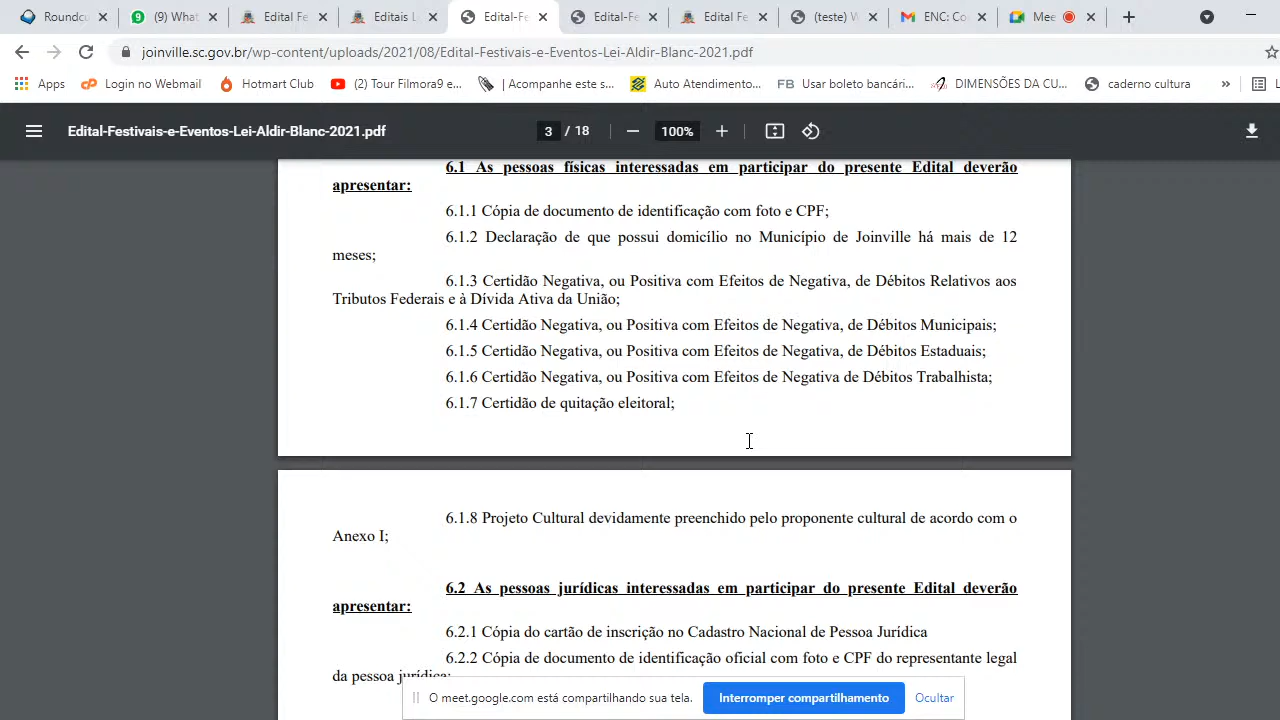 Roundcu
(9) What
Edital Fe
Editais L
Edital-Fe
Edital-Fe
Edital Fe
(teste) W
ENC: Co
Mee
joinville.sc.gov.br/wp-content/uploads/2021/08/Edital-Festivais-e-Eventos-Lei-Aldir-Blanc-2021.pdf
Apps
Login no Webmail
Hotmart Club
(2) Tour Filmora9 e...
| Acompanhe este s...
Auto Atendimento...
FB Usar boleto bancári...
DIMENSÕES DA CU...
caderno cultura
»
Edital-Festivais-e-Eventos-Lei-Aldir-Blanc-2021.pdf
3 / 18
100%
6.1 As pessoas físicas interessadas em participar do presente Edital deverão
apresentar:
6.1.1 Cópia de documento de identificação com foto e CPF;
6.1.2 Declaração de que possui domicílio no Município de Joinville há mais de 12
meses;
6.1.3 Certidão Negativa, ou Positiva com Efeitos de Negativa, de Débitos Relativos aos
Tributos Federais e à Dívida Ativa da União;
6.1.4 Certidão Negativa, ou Positiva com Efeitos de Negativa, de Débitos Municipais;
6.1.5 Certidão Negativa, ou Positiva com Efeitos de Negativa, de Débitos Estaduais;
6.1.6 Certidão Negativa, ou Positiva com Efeitos de Negativa de Débitos Trabalhista;
6.1.7 Certidão de quitação eleitoral;
6.1.8 Projeto Cultural devidamente preenchido pelo proponente cultural de acordo com o
Anexo I;
6.2 As pessoas jurídicas interessadas em participar do presente Edital deverão
apresentar:
6.2.1 Cópia do cartão de inscrição no Cadastro Nacional de Pessoa Jurídica
6.2.2 Cópia de documento de identificação oficial com foto e CPF do representante legal
da pessoa jurídica;
O meet.google.com está compartilhando sua tela.
Interromper compartilhamento
Ocultar